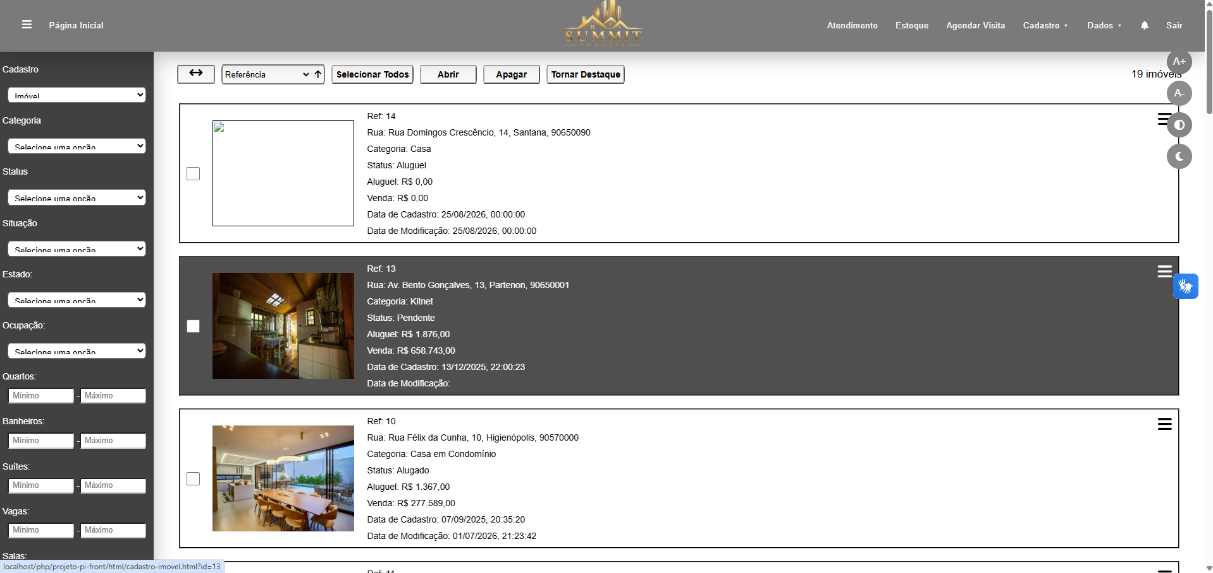 Página Inicial
SUMMIT
Atendimento
Estoque
Agendar Visita
Cadastro
Dados
Sair
Cadastro
Imóvel
Categoria
Selecione uma opção
Status
Selecione uma opção
Situação
Selecione uma opção
Estado:
Selecione uma opção
Ocupação:
Selecione uma opção
Quartos:
Mínimo - Máximo
Banheiros:
Mínimo - Máximo
Suítes:
Mínimo - Máximo
Vagas:
Mínimo - Máximo
Salas:
localhost/php/projeto-pi-front/html/cadastro-imovel.html?id=13
Referência
Selecionar Todos
Abrir
Apagar
Tornar Destaque
19 imóveis
A+
A-
Ref: 14
Rua: Rua Domingos Crescêncio, 14, Santana, 90650090
Categoria: Casa
Status: Aluguel
Aluguel: R$ 0,00
Venda: R$ 0,00
Data de Cadastro: 25/08/2026, 00:00:00
Data de Modificação: 25/08/2026, 00:00:00
Ref: 13
Rua: Av. Bento Gonçalves, 13, Partenon, 90650001
Categoria: Kitnet
Status: Pendente
Aluguel: R$ 1.876,00
Venda: R$ 658.743,00
Data de Cadastro: 13/12/2025, 22:00:23
Data de Modificação:
Ref: 10
Rua: Rua Félix da Cunha, 10, Higienópolis, 90570000
Categoria: Casa em Condomínio
Status: Alugado
Aluguel: R$ 1.367,00
Venda: R$ 277.589,00
Data de Cadastro: 07/09/2025, 20:35:20
Data de Modificação: 01/07/2026, 21:23:42